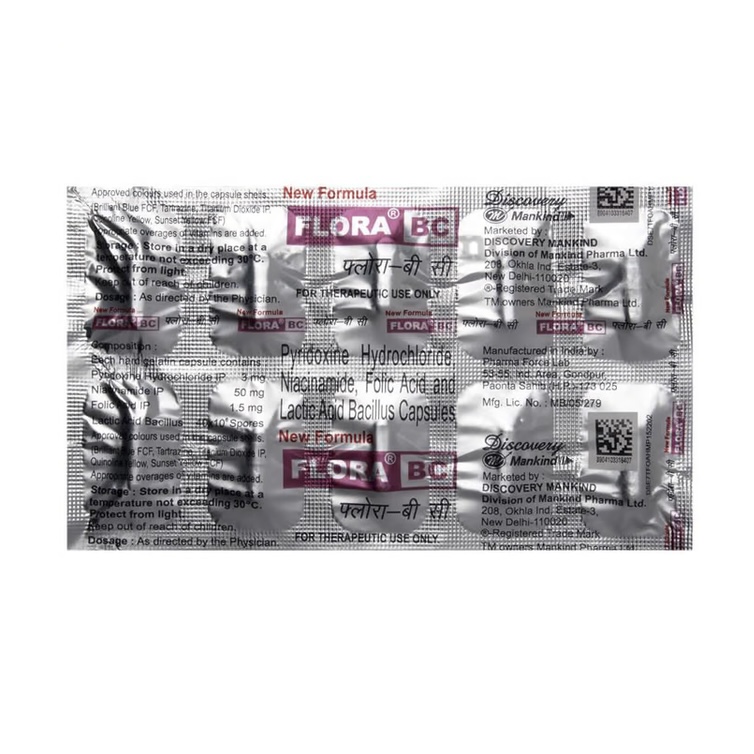 Approved colours used in the capsule shells:
(Brilliant Blue FCF, Tartrazine, Titanium Dioxide IP,
Yellow, Sunset Yellow FCF)
overages of vitamins are added.
Storage: Store in a dry place at a
temperature not exceeding 30°C.
Protect from light.
Keep out of reach of children.
Dosage: As directed by the Physician.
New Formula
FLORA® BC
फ्लोरा-बी सी
FOR THERAPEUTIC USE ONLY
Discovery
Mankind
Marketed by :
DISCOVERY MANKIND
Division of Mankind Pharma Ltd.
208, Okhla Ind. Estate-3,
New Delhi-110020
®-Registered Trade Mark
TM owners Mankind Pharma Ltd.
New Formula
FLORA BC
फ्लोरा-बी सी
New Formula
FLORA BC
फ्लोरा-बी सी
New Formula
FLORA BC
फ्लोरा-बी सी
New Formula
FLORA BC
फ्लोरा-बी सी
Composition :
Each hard gelatin capsule contains :
Pyridoxine Hydrochloride IP 3 mg
Niacinamide IP 50 mg
Folic Acid IP 1.5 mg
Lactic Acid Bacillus Spores
Approved colours used in the capsule shells:
(Brilliant Blue FCF, Tartrazine, Titanium Dioxide IP,
Quinoline Yellow, Sunset Yellow FCF)
overages of vitamins are added.
Storage : Store in a dry place at a
temperature not exceeding 30°C.
Protect from light.
Keep out of reach of children.
Dosage : As directed by the Physician.
Pyridoxine Hydrochloride,
Niacinamide, Folic Acid and
Lactic Acid Bacillus Capsules
New Formula
FLORA® BC
फ्लोरा-बी सी
FOR THERAPEUTIC USE ONLY
Manufactured in India by :
Pharma Force Lab
Ind. Area, Gondpur,
Paonta Sahib (H.P.)-173 025
Mfg. Lic. No. : MB/05/279
Discovery
Mankind
Marketed by :
DISCOVERY MANKIND
Division of Mankind Pharma Ltd.
208, Okhla Ind. Estate-3,
New Delhi-110020
®-Registered Trade Mark
TM owners Mankind Pharma Ltd.